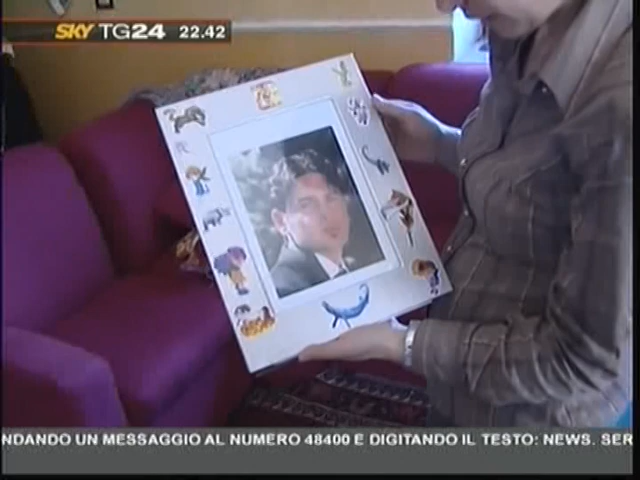 SKY TG24 22.42
NDANDO UN MESSAGGIO AL NUMERO 48400 E DIGITANDO IL TESTO: NEWS. SER